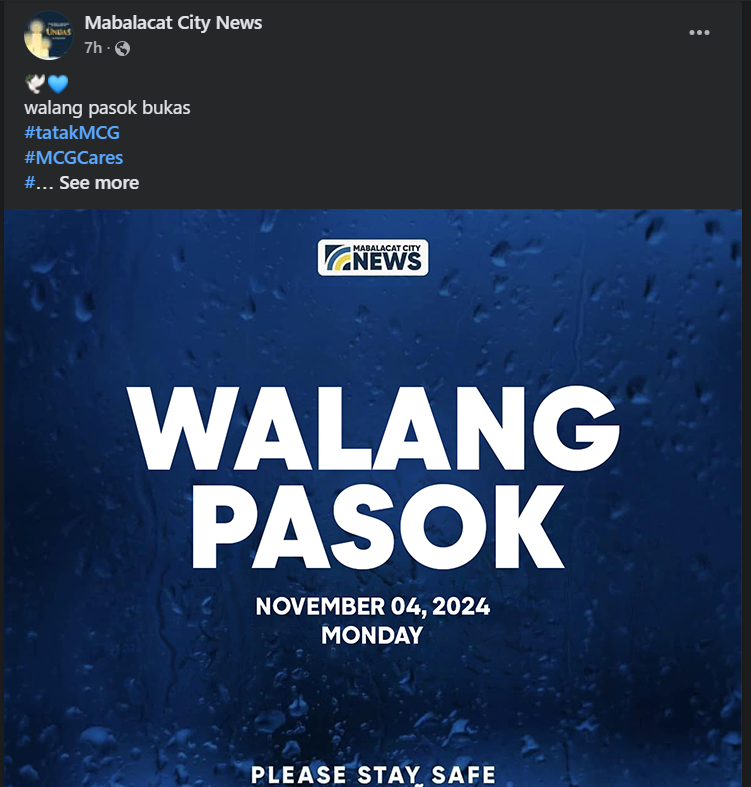 UNDAS
Mabalacat City News
7h ·
🕊️💙
walang pasok bukas
#tatakMCG
#MCGCares
#... See more
MABALACAT CITY
NEWS
WALANG
PASOK
NOVEMBER 04, 2024
MONDAY
PLEASE STAY SAFE